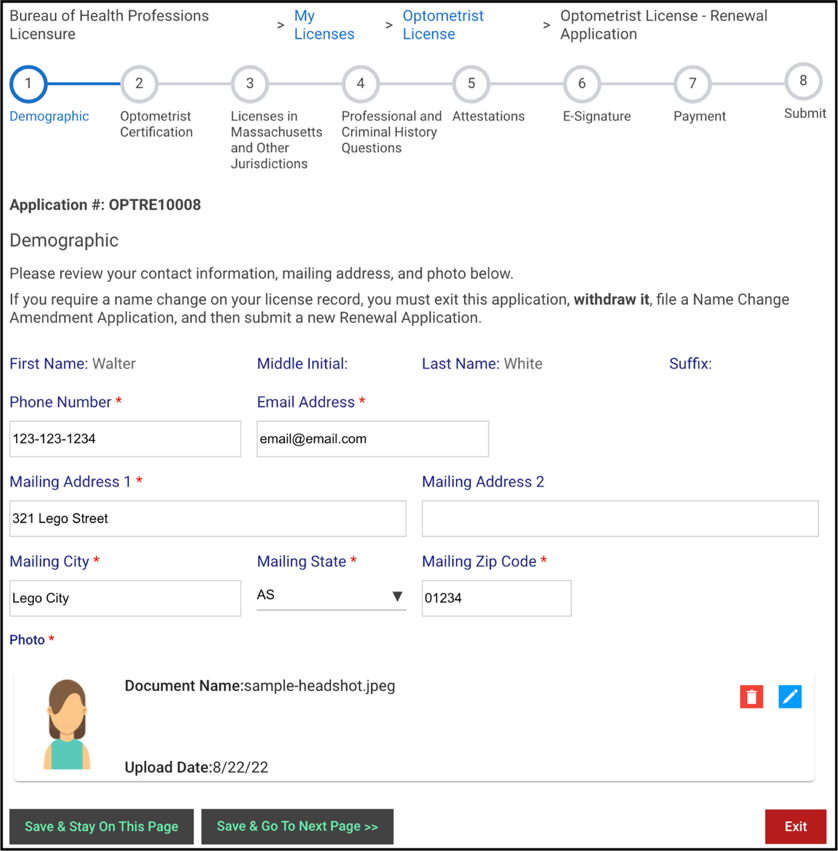 Bureau of Health Professions Licensure > My Licenses > Optometrist License > Optometrist License - Renewal Application
1 2 3 4 5 6 7 8
Demographic
Optometrist Certification
Licenses in Massachusetts and Other Jurisdictions
Professional and Criminal History Questions
Attestations
E-Signature
Payment
Submit
Application #: OPTRE10008
Demographic
Please review your contact information, mailing address, and photo below.
If you require a name change on your license record, you must exit this application, withdraw it, file a Name Change
Amendment Application, and then submit a new Renewal Application.
First Name: Walter Middle Initial: Last Name: White Suffix:
Phone Number * Email Address *
123-123-1234 email@email.com
Mailing Address 1 * Mailing Address 2
321 Lego Street
Mailing City * Mailing State * Mailing Zip Code *
Lego City AS 01234
Photo *
Document Name:sample-headshot.jpeg
Upload Date:8/22/22
Save & Stay On This Page Save & Go To Next Page >> Exit